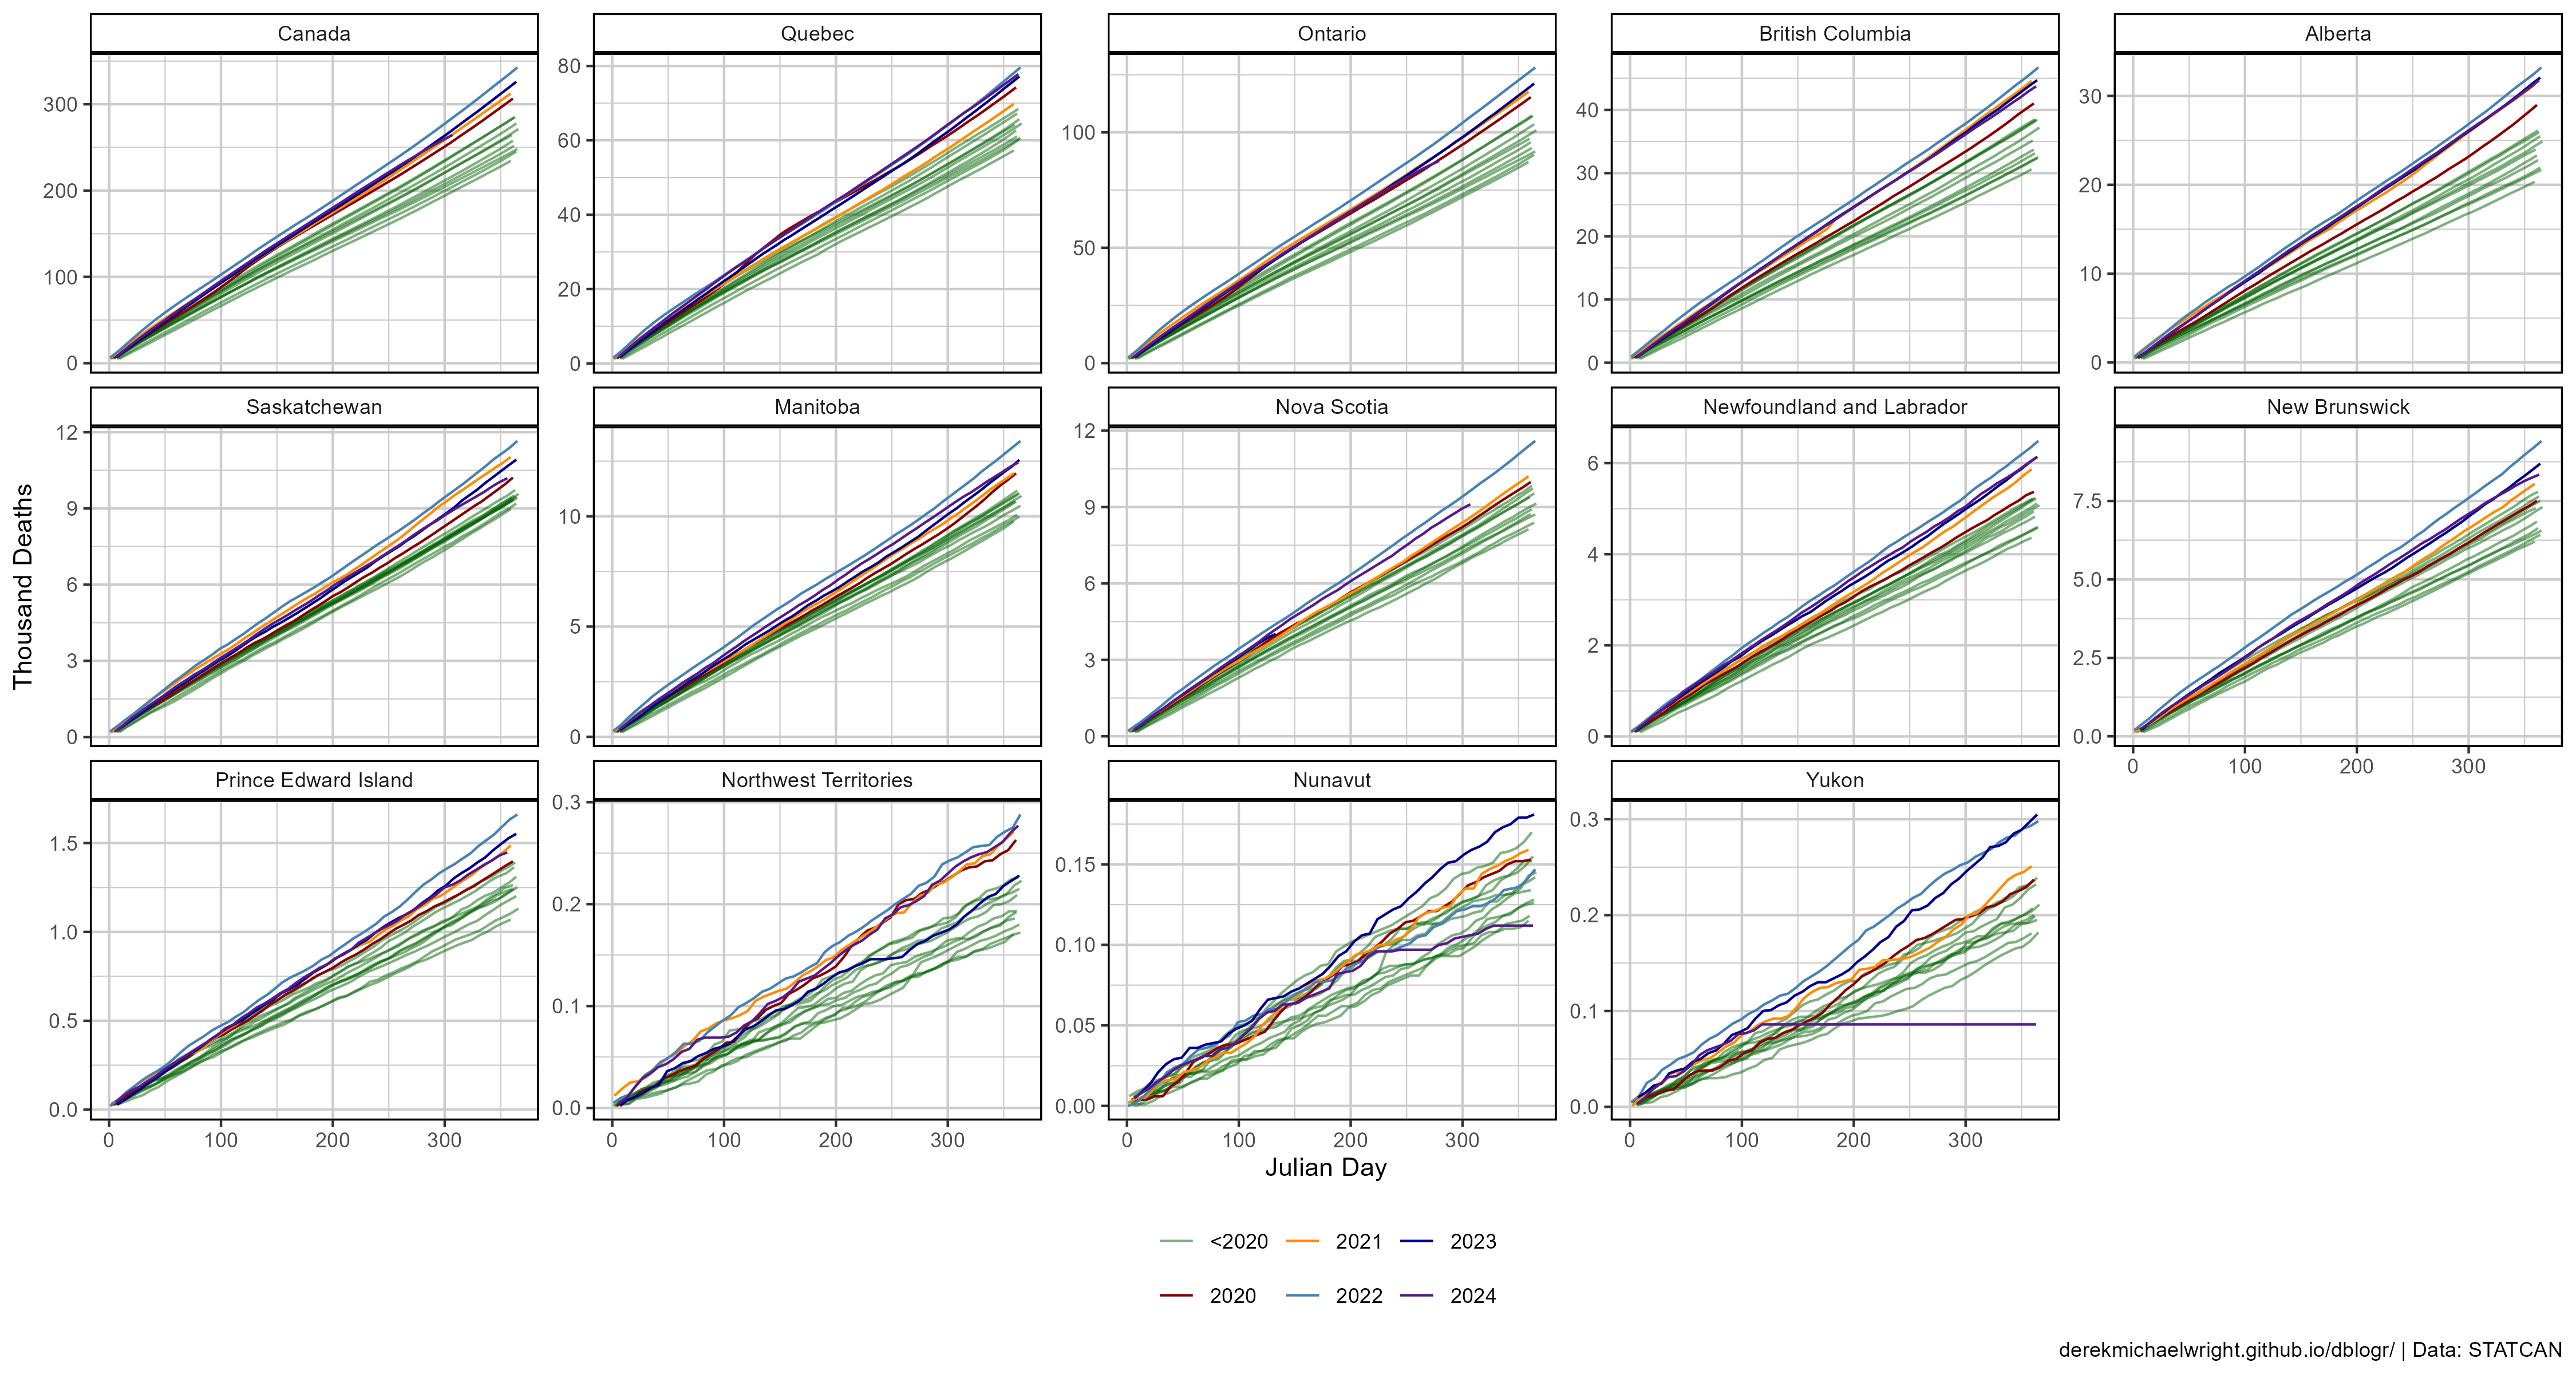 Canada
Quebec
Ontario
British Columbia
Alberta
300
200
100
0
80
60
40
20
0
100
50
0
40
30
20
10
0
30
20
10
0
Saskatchewan
Manitoba
Nova Scotia
Newfoundland and Labrador
New Brunswick
12
9
6
3
0
10
5
0
12
9
6
3
0
6
4
2
0
7.5
5.0
2.5
0.0
0 100 200 300
Thousand Deaths
Prince Edward Island
Northwest Territories
Nunavut
Yukon
1.5
1.0
0.5
0.0
0.3
0.2
0.1
0.0
0.15
0.10
0.05
0.00
0.3
0.2
0.1
0.0
0 100 200 300
0 100 200 300
0 100 200 300
0 100 200 300
Julian Day
<2020 2021 2023
2020 2022 2024
derekmichaelwright.github.io/dblogr/ | Data: STATCAN